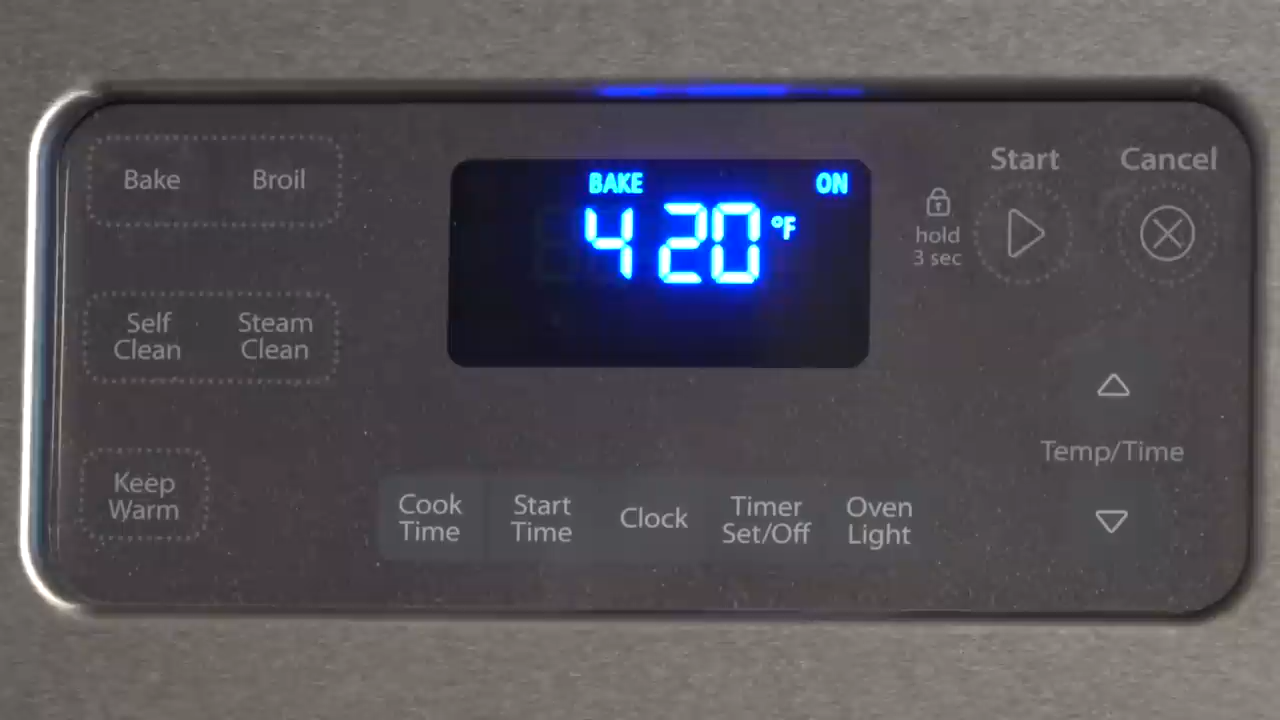 Bake Broil
BAKE ON
420 °F
Start Cancel
hold
3 sec
Self
Clean
Steam
Clean
Temp/Time
Keep
Warm
Cook
Time
Start
Time
Clock
Timer
Set/Off
Oven
Light